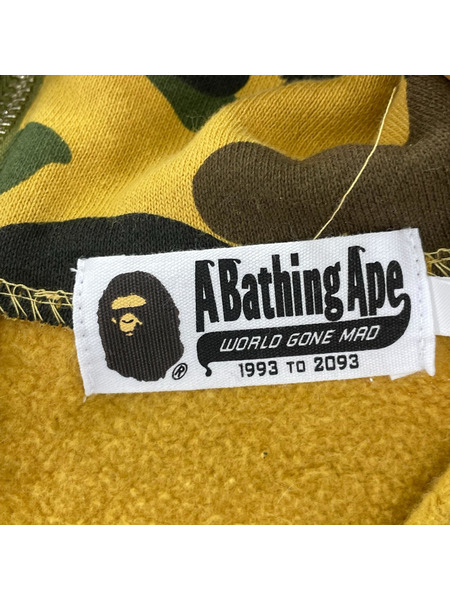 A Bathing Ape
WORLD GONE MAD
1993 TO 2093
®